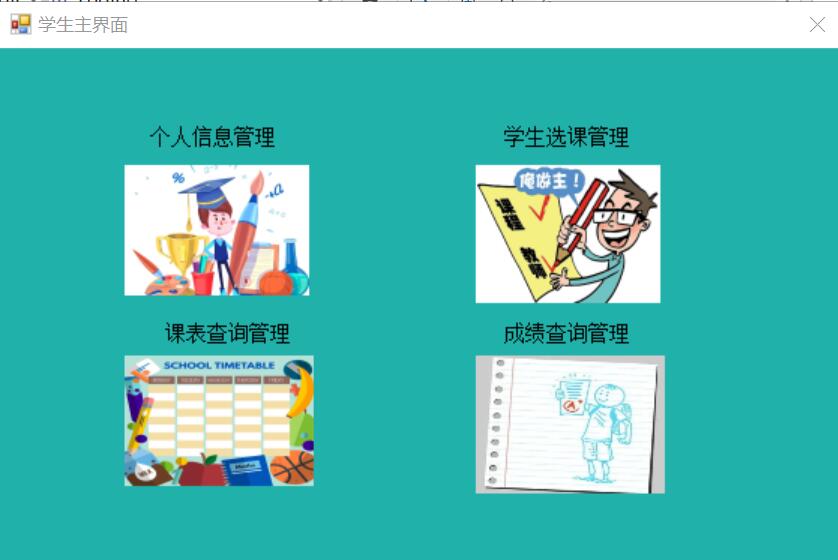 学生主界面
个人信息管理
学生选课管理
%
俺做主！
课程
教师
课表查询管理
成绩查询管理
SCHOOL TIMETABLE
A+